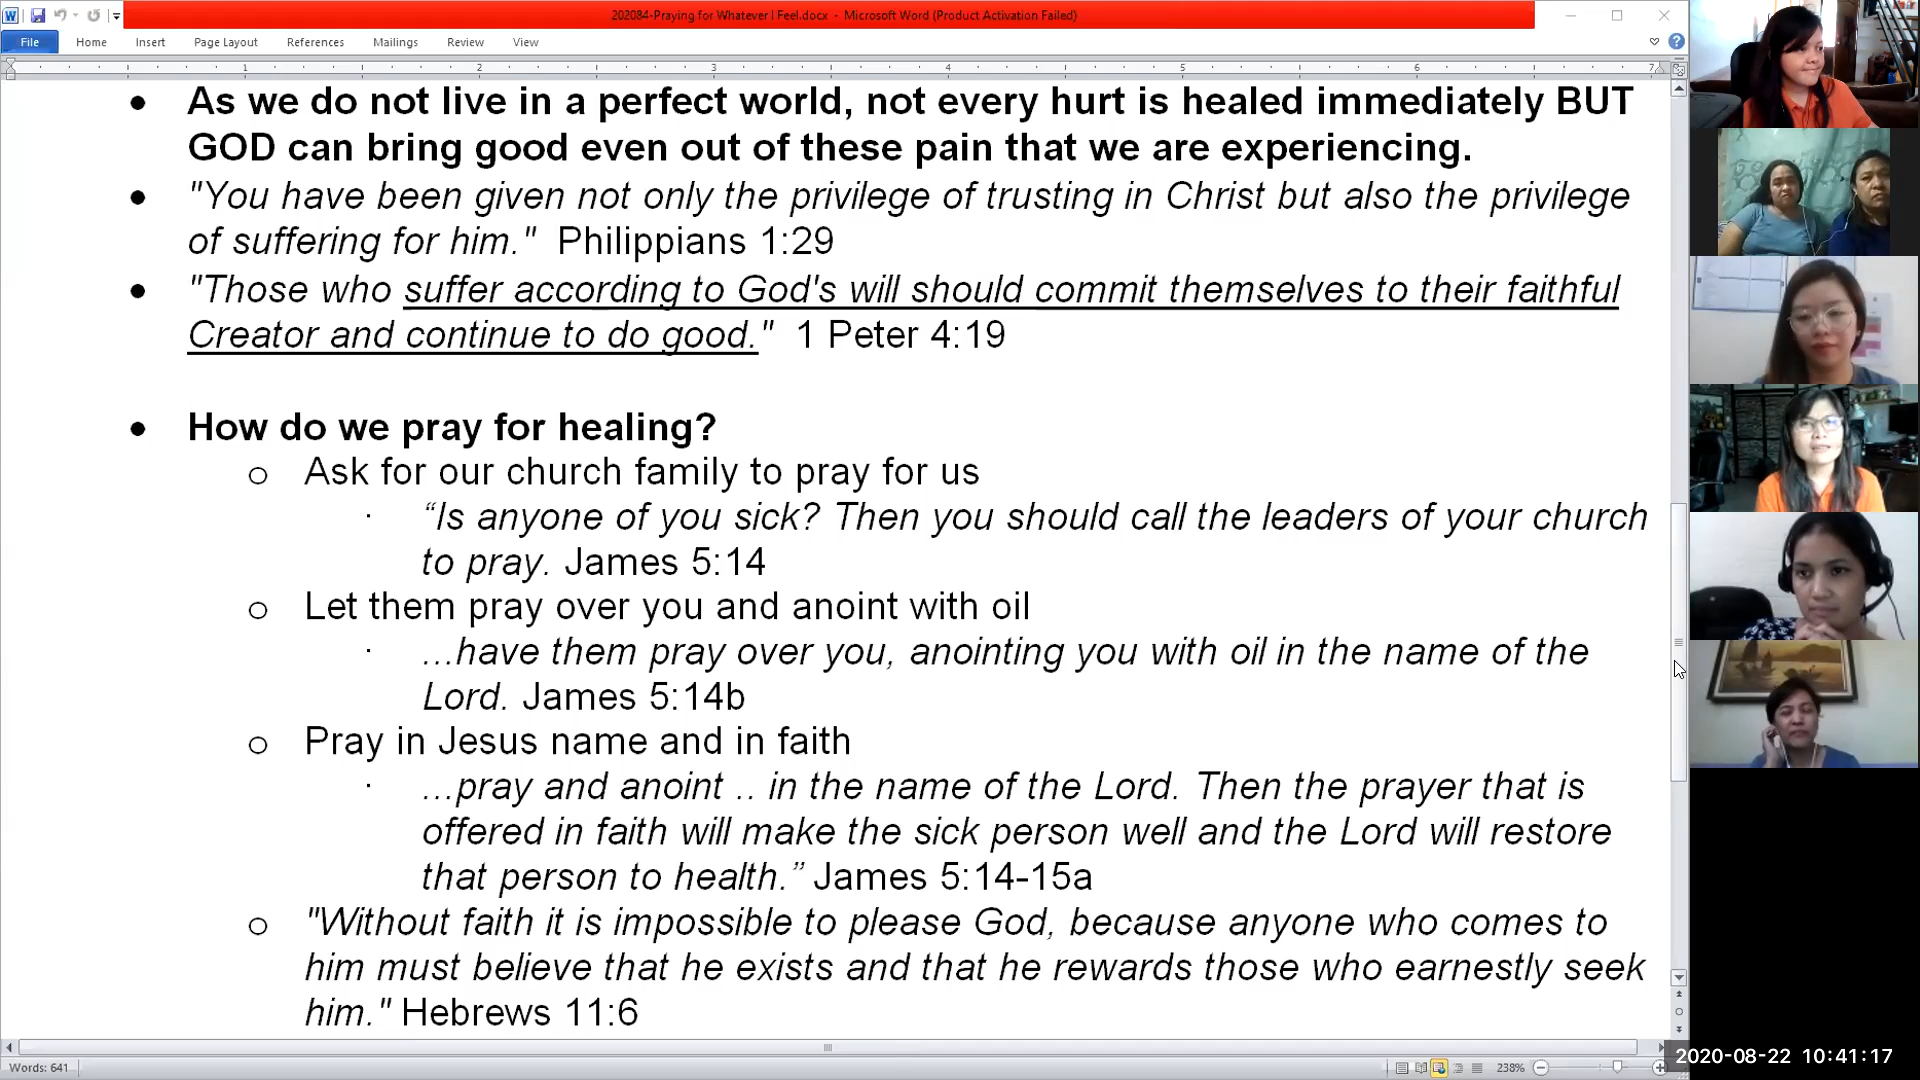 202084-Praying for Whatever I Feel.docx - Microsoft Word (Product Activation Failed)
File Home Insert Page Layout References Mailings Review View
1 2 3 4 5 6 7
• As we do not live in a perfect world, not every hurt is healed immediately BUT
GOD can bring good even out of these pain that we are experiencing.
• "You have been given not only the privilege of trusting in Christ but also the privilege
of suffering for him." Philippians 1:29
• "Those who suffer according to God's will should commit themselves to their faithful
Creator and continue to do good." 1 Peter 4:19
• How do we pray for healing?
o Ask for our church family to pray for us
· “Is anyone of you sick? Then you should call the leaders of your church
to pray. James 5:14
o Let them pray over you and anoint with oil
· ...have them pray over you, anointing you with oil in the name of the
Lord. James 5:14b
o Pray in Jesus name and in faith
· ...pray and anoint .. in the name of the Lord. Then the prayer that is
offered in faith will make the sick person well and the Lord will restore
that person to health.” James 5:14-15a
o "Without faith it is impossible to please God, because anyone who comes to
him must believe that he exists and that he rewards those who earnestly seek
him." Hebrews 11:6
Words: 641
238%
2020-08-22 10:41:17